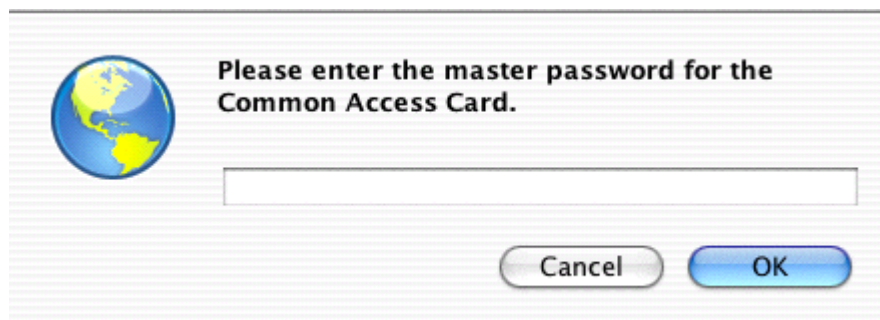 Please enter the master password for the
Common Access Card.
Cancel OK